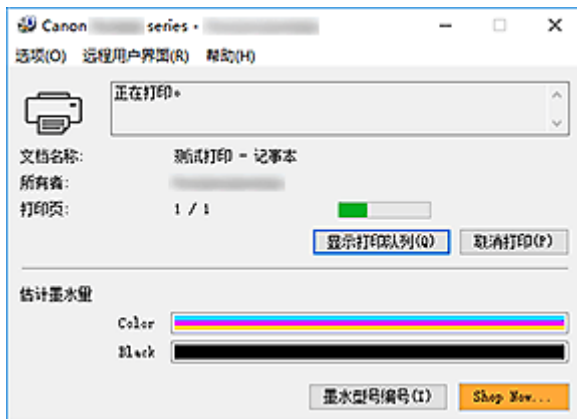 Canon series -
选项(O) 远程用户界面(R) 帮助(H)
正在打印。
文档名称: 测试打印 - 记事本
所有者:
打印页: 1 / 1
显示打印队列(Q) 取消打印(P)
估计墨水量
Color
Black
墨水型号编号(I) Shop Now...